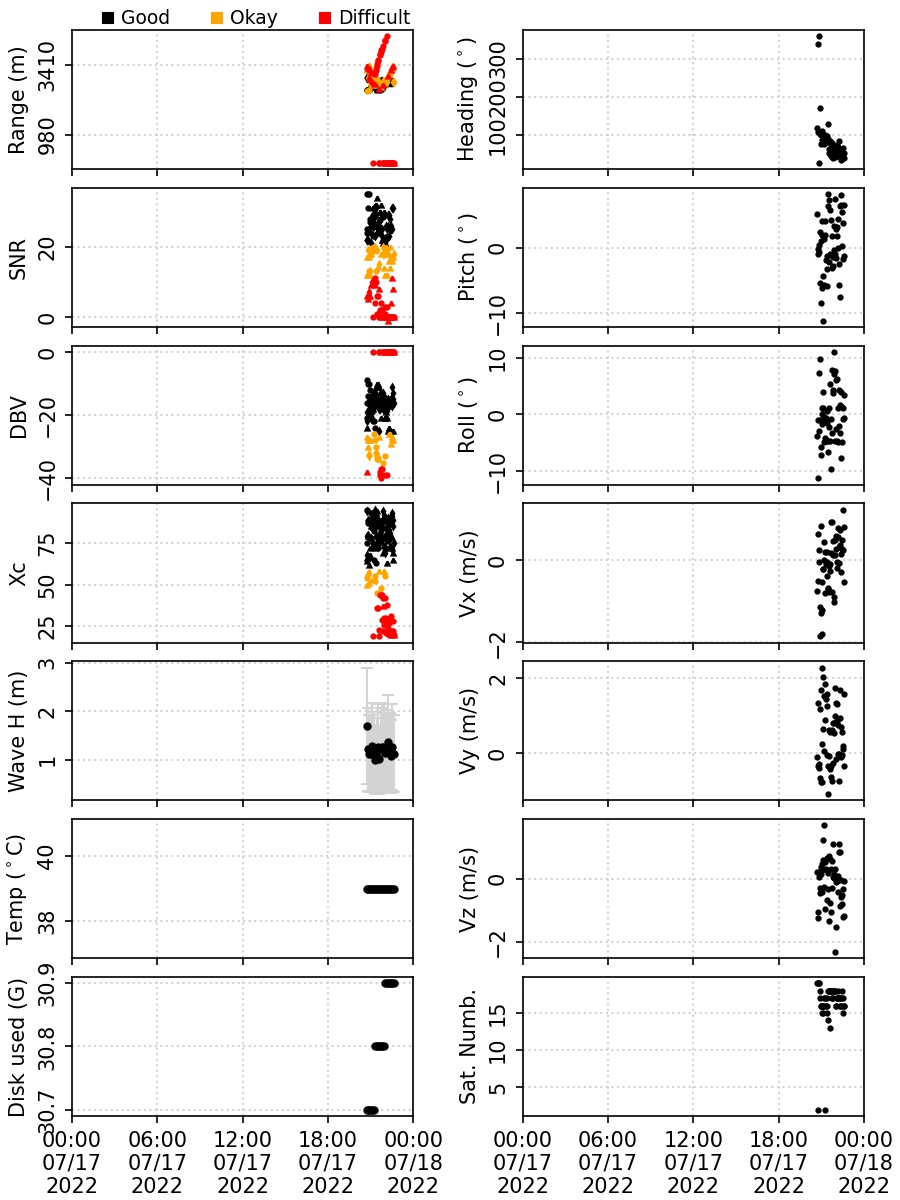 Good Okay Difficult
Range (m)
3410
980
Heading (°)
300
200
100
SNR
20
0
Pitch (°)
0
−10
DBV
0
−20
−40
Roll (°)
10
0
−10
Xc
75
50
25
Vx (m/s)
0
−2
Wave H (m)
3
2
1
Vy (m/s)
2
0
Temp (°C)
40
38
Vz (m/s)
0
−2
Disk used (G)
30.9
30.8
30.7
Sat. Numb.
15
10
5
00:00 06:00 12:00 18:00 00:00
07/17 07/17 07/17 07/17 07/18
2022 2022 2022 2022 2022
00:00 06:00 12:00 18:00 00:00
07/17 07/17 07/17 07/17 07/18
2022 2022 2022 2022 2022